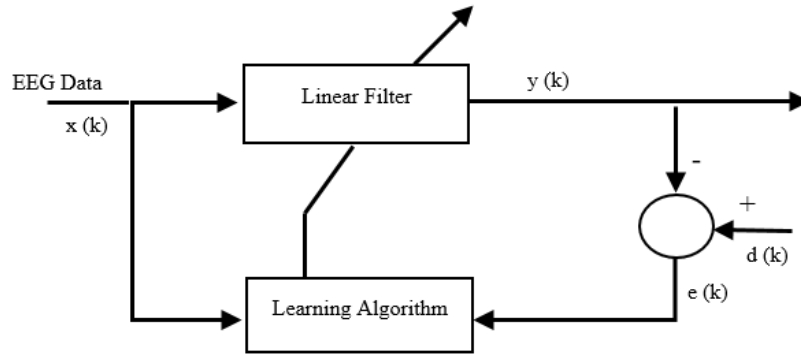 EEG Data
x (k)
Linear Filter
y (k)
-
+
d (k)
e (k)
Learning Algorithm